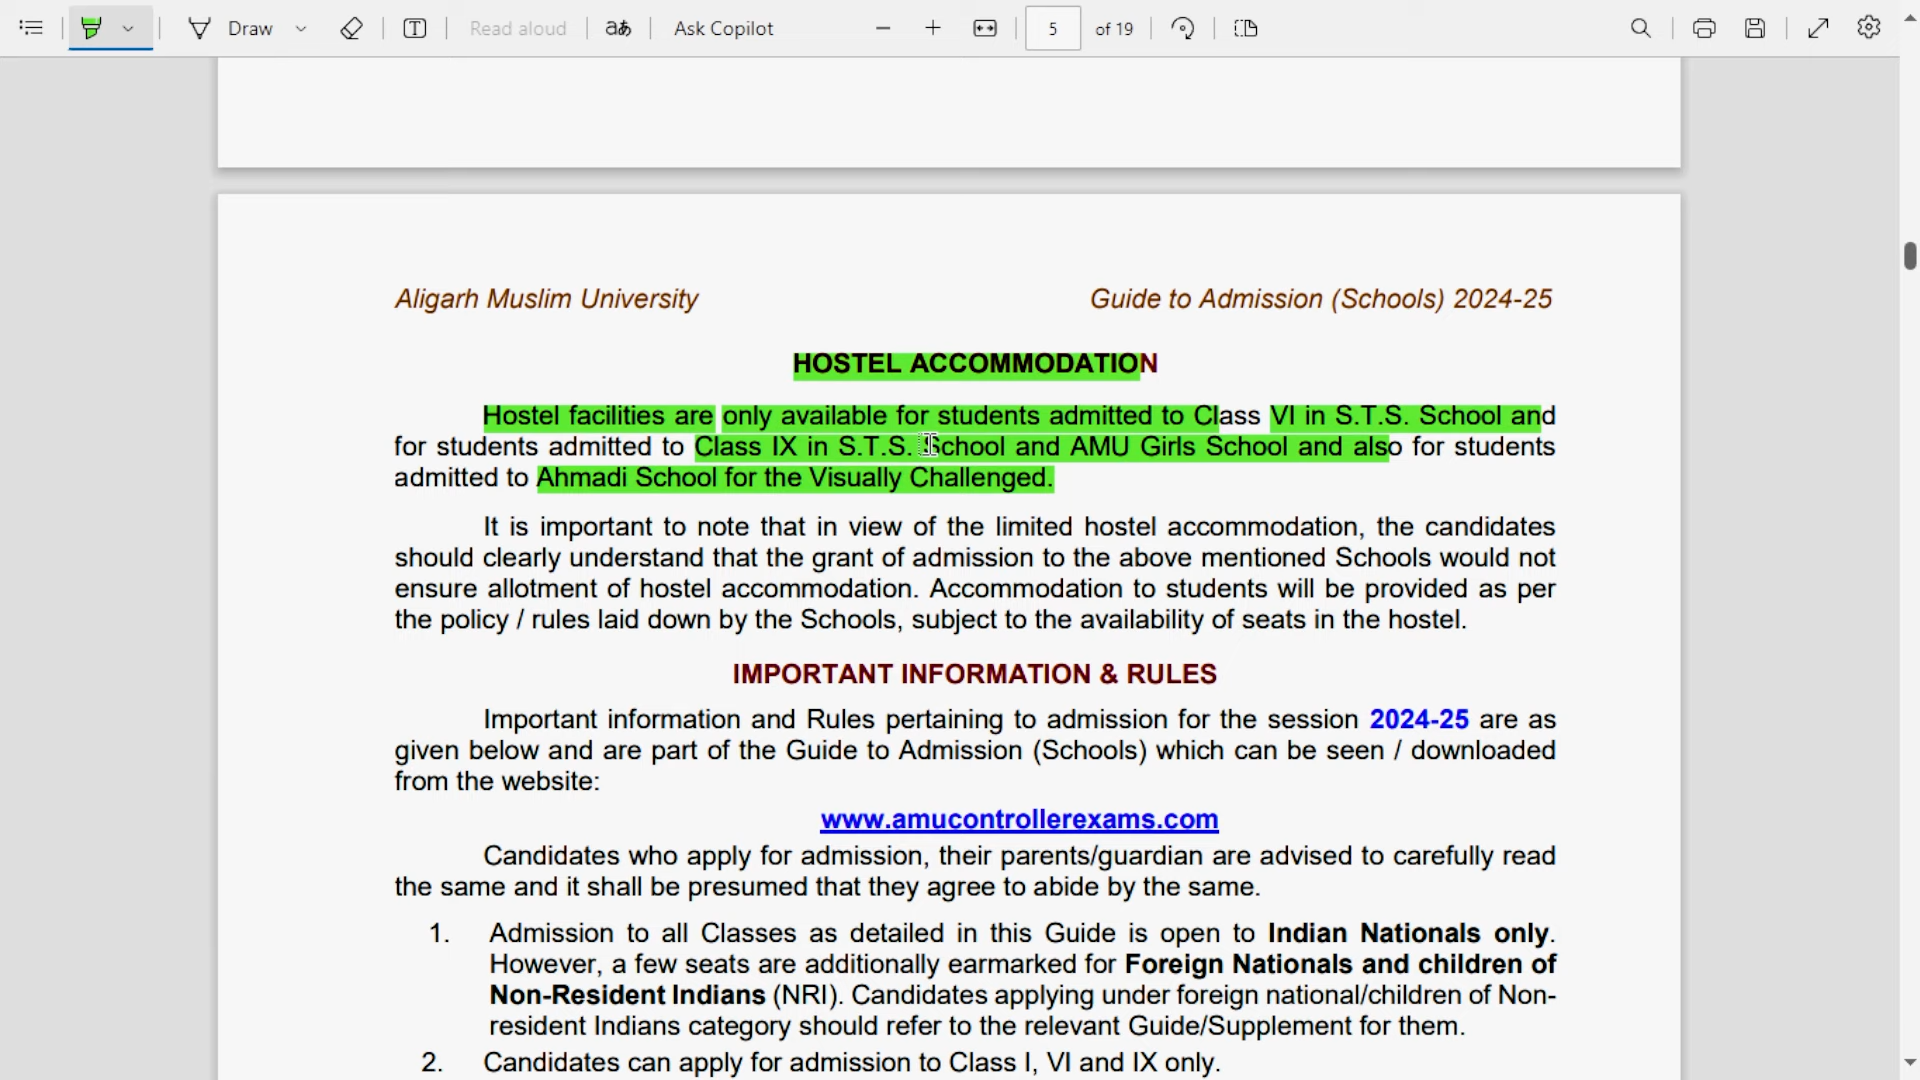 Draw
Read aloud
aあ
Ask Copilot
5
of 19
Aligarh Muslim University
Guide to Admission (Schools) 2024-25
HOSTEL ACCOMMODATION
Hostel facilities are only available for students admitted to Class VI in S.T.S. School and
for students admitted to Class IX in S.T.S. School and AMU Girls School and also for students
admitted to Ahmadi School for the Visually Challenged.
It is important to note that in view of the limited hostel accommodation, the candidates
should clearly understand that the grant of admission to the above mentioned Schools would not
ensure allotment of hostel accommodation. Accommodation to students will be provided as per
the policy / rules laid down by the Schools, subject to the availability of seats in the hostel.
IMPORTANT INFORMATION & RULES
Important information and Rules pertaining to admission for the session 2024-25 are as
given below and are part of the Guide to Admission (Schools) which can be seen / downloaded
from the website:
www.amucontrollerexams.com
Candidates who apply for admission, their parents/guardian are advised to carefully read
the same and it shall be presumed that they agree to abide by the same.
1. Admission to all Classes as detailed in this Guide is open to Indian Nationals only.
However, a few seats are additionally earmarked for Foreign Nationals and children of
Non-Resident Indians (NRI). Candidates applying under foreign national/children of Non-
resident Indians category should refer to the relevant Guide/Supplement for them.
2. Candidates can apply for admission to Class I, VI and IX only.